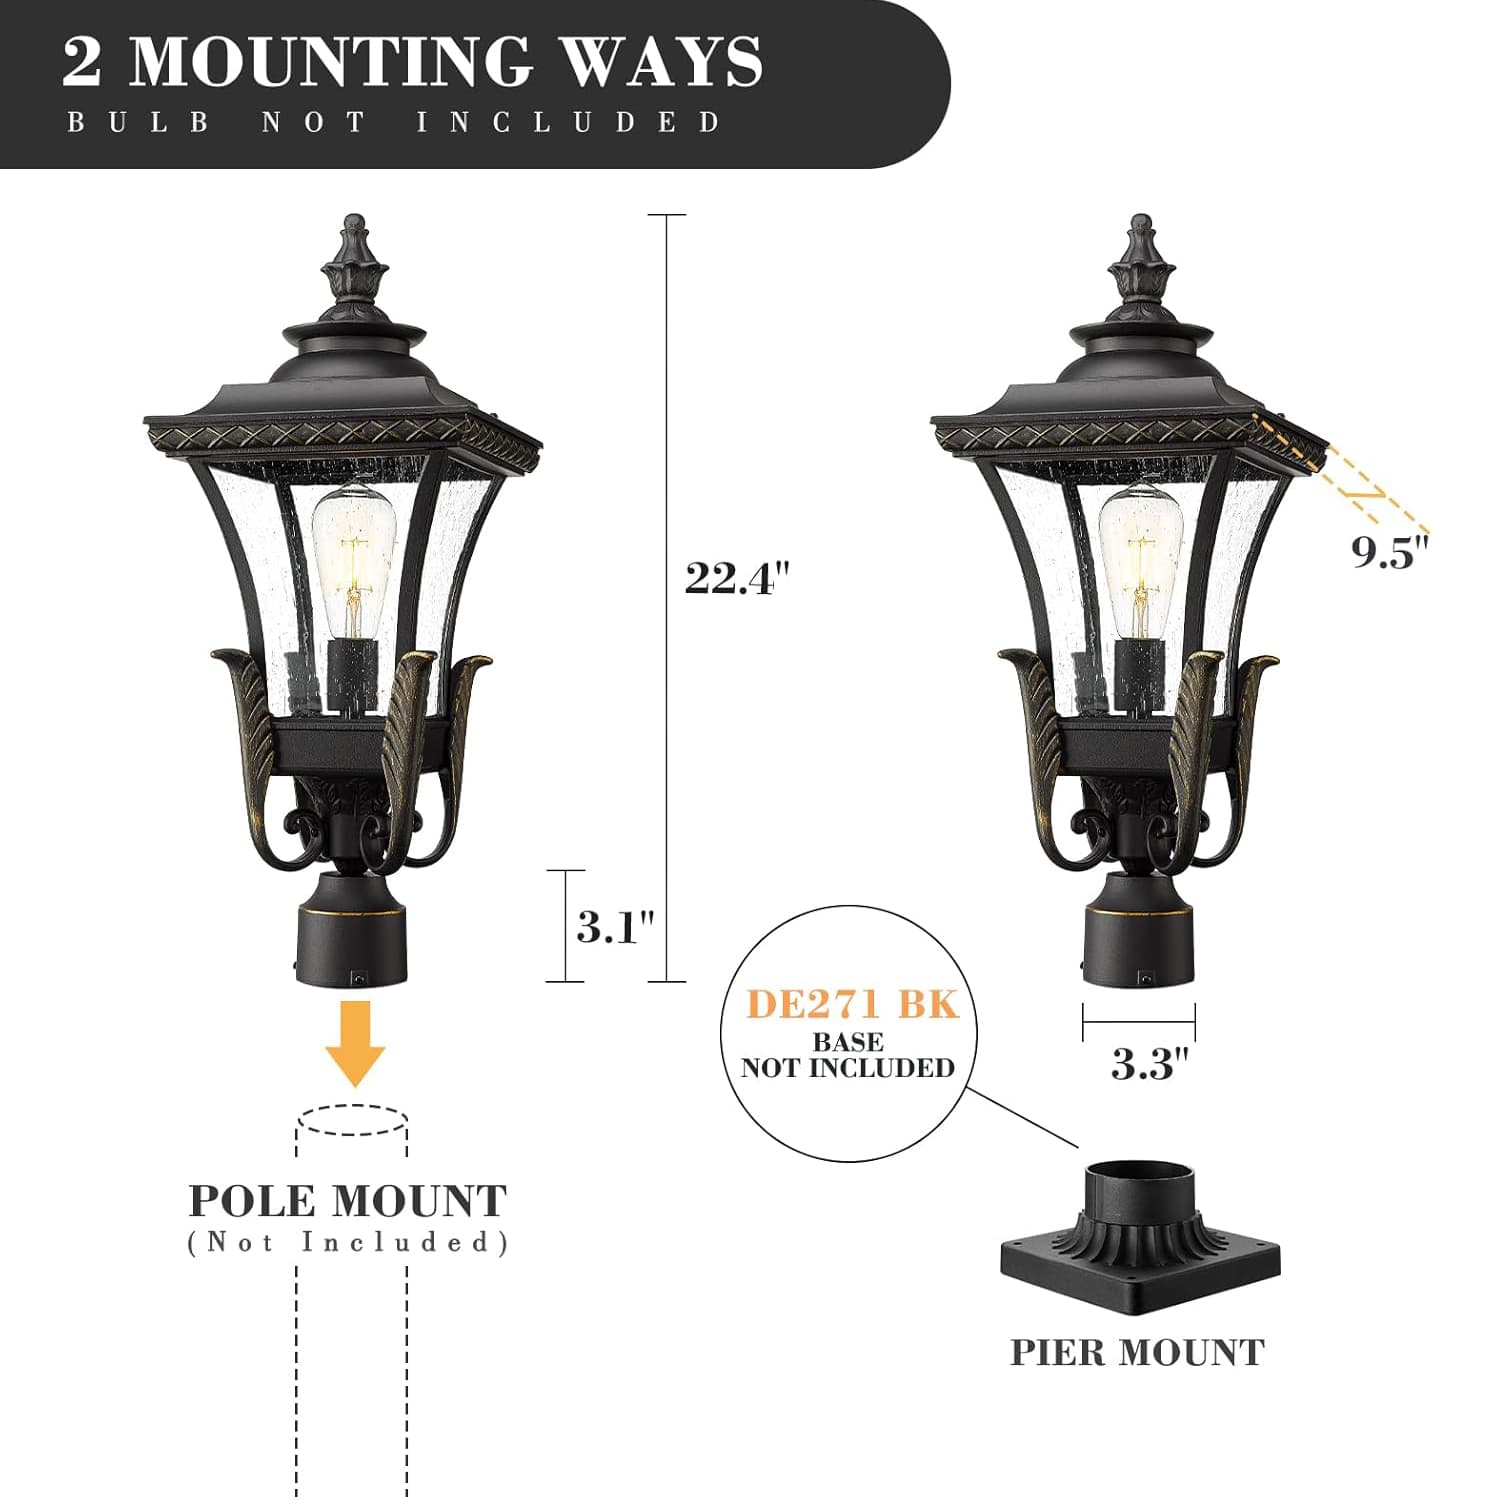 2 MOUNTING WAYS
BULB NOT INCLUDED
22.4"
9.5"
3.1"
DE271 BK
BASE
NOT INCLUDED
3.3"
POLE MOUNT
(Not Included)
PIER MOUNT